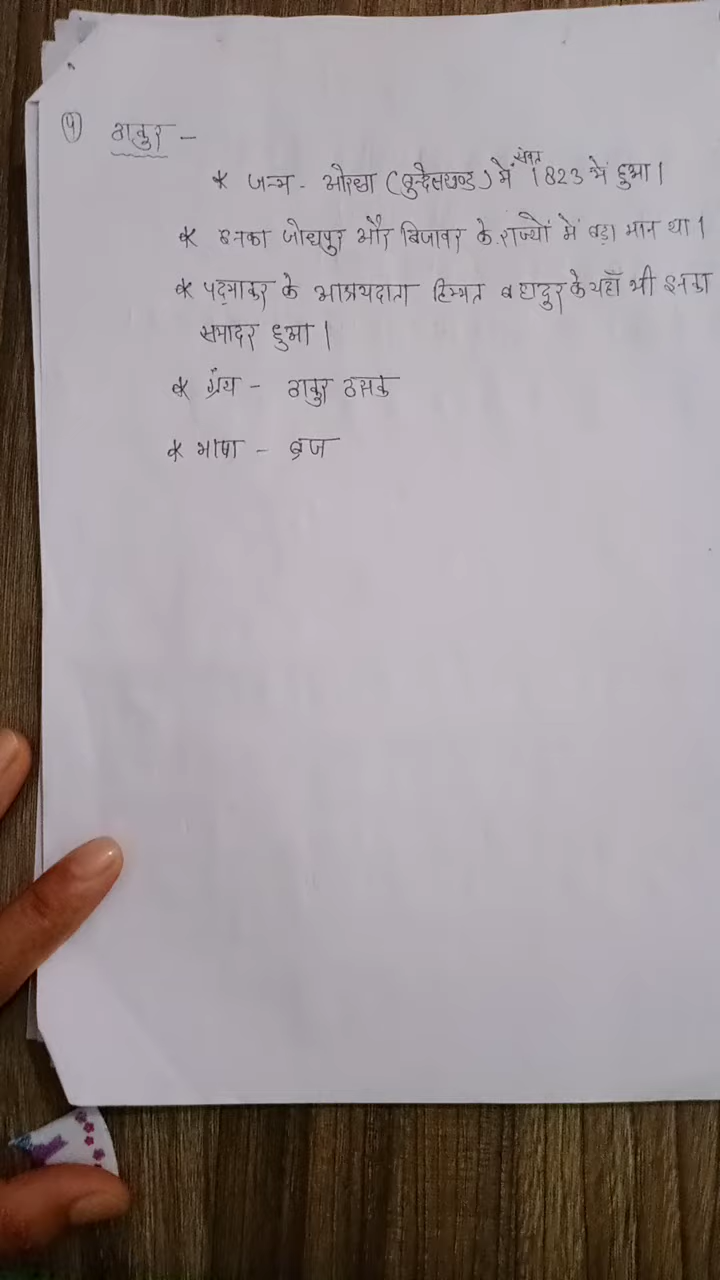 (4) ठाकुर -
* जन्म - ओरछा (बुन्देलखण्ड) में संवत 1823 में हुआ।
* इनका जोधपुर और बिजावर के राज्यों में बड़ा मान था।
* पदमाकर के आश्रयदाता हिम्मत बहादुर के यहाँ भी इनका
समादर हुआ।
* ग्रंथ - ठाकुर ठसक
* भाषा - ब्रज